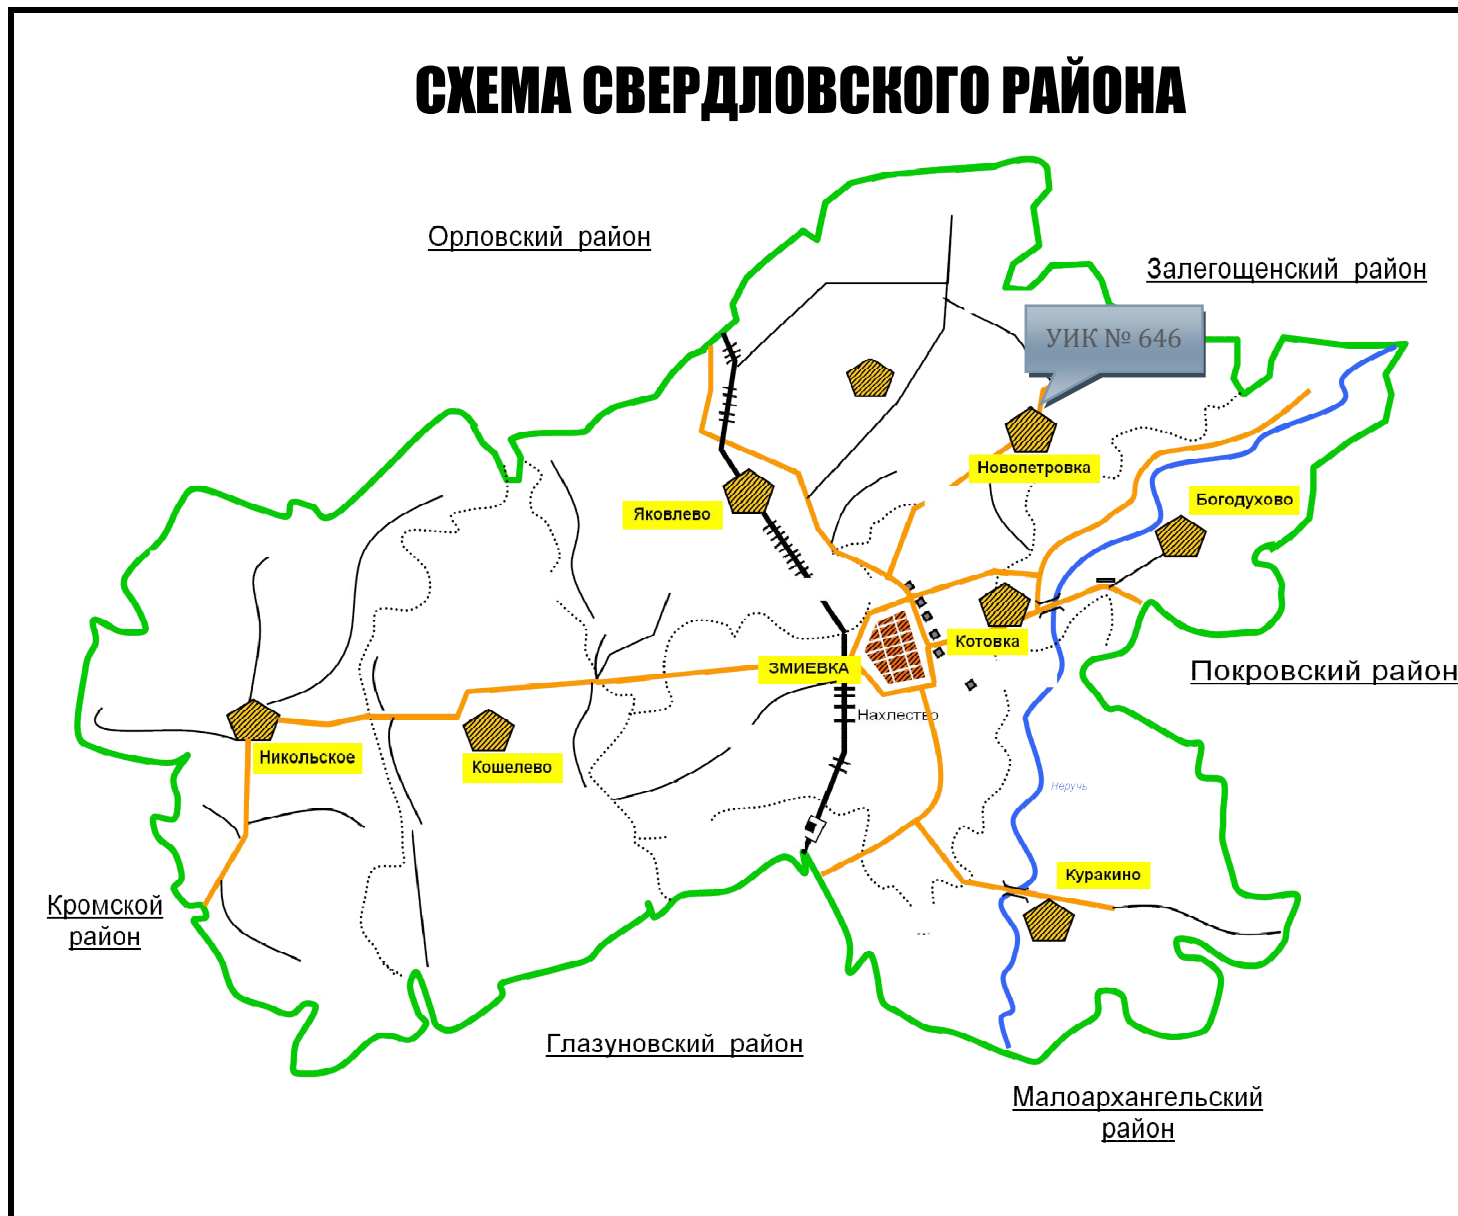 СХЕМА СВЕРДЛОВСКОГО РАЙОНА
Орловский район
Залегощенский район
УИК № 646
Новопетровка
Богодухово
Яковлево
Котовка
ЗМИЕВКА
Покровский район
Нахлество
Никольское
Кошелево
Неручь
Куракино
Кромской
район
Глазуновский район
Малоархангельский
район